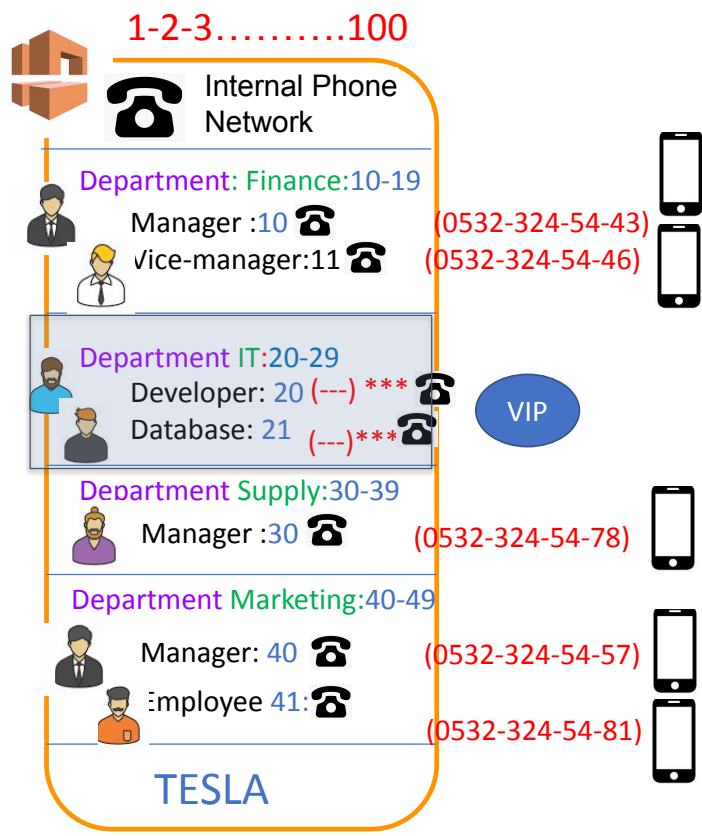 1-2-3……….100
Internal Phone
Network
Department: Finance:10-19
Manager :10 (0532-324-54-43)
Vice-manager:11 (0532-324-54-46)
Department IT:20-29
Developer: 20 (---) ***
Database: 21 (---)***
VIP
Department Supply:30-39
Manager :30 (0532-324-54-78)
Department Marketing:40-49
Manager: 40 (0532-324-54-57)
Employee 41: (0532-324-54-81)
TESLA